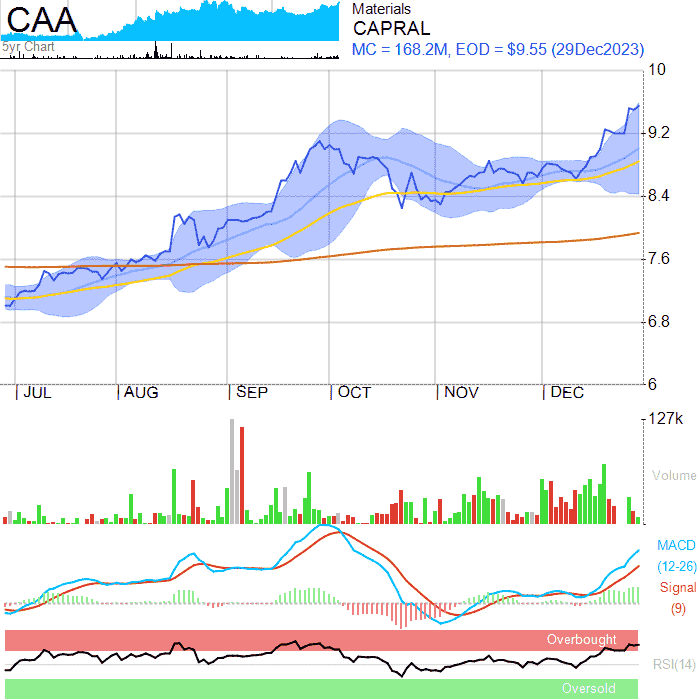 CAA
5yr Chart
Materials
CAPRAL
MC = 168.2M, EOD = $9.55 (29Dec2023)
10
9.2
8.4
7.6
6.8
6
JUL
AUG
SEP
OCT
NOV
DEC
127k
Volume
MACD
(12-26)
Signal
(9)
Overbought
RSI(14)
Oversold